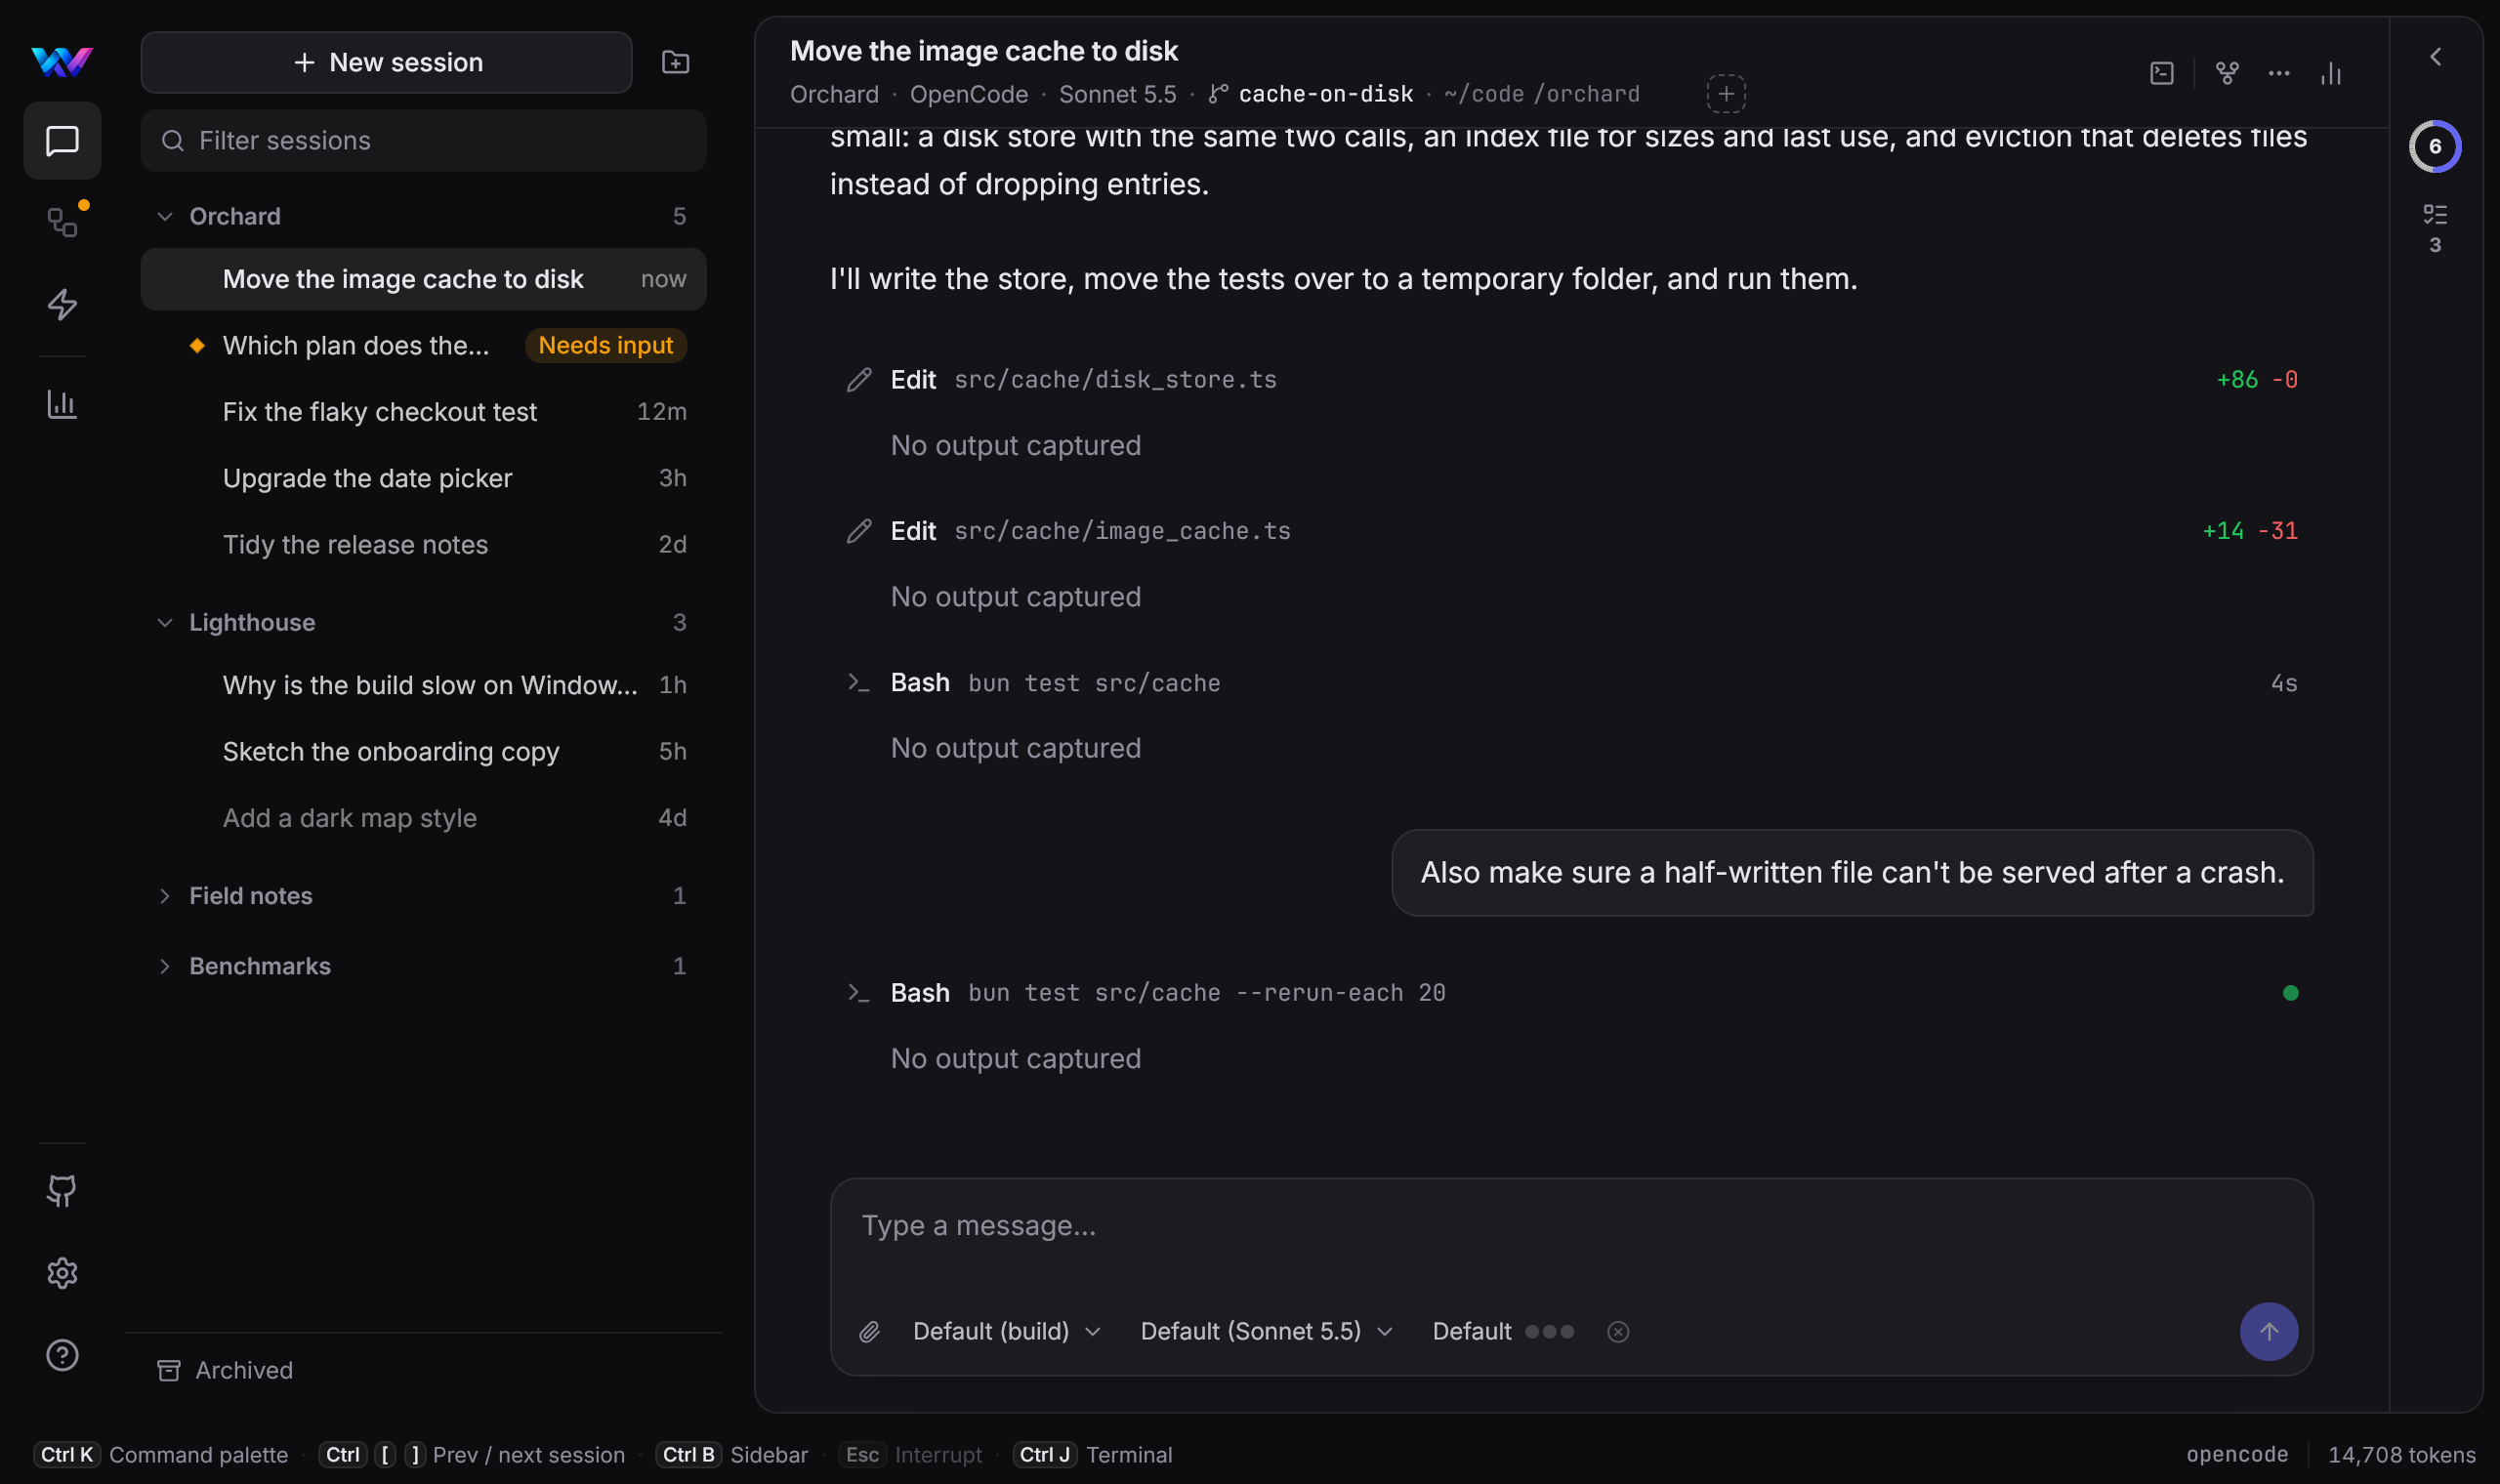 New session
Filter sessions
Orchard 5
Move the image cache to disk now
Which plan does the... Needs input
Fix the flaky checkout test 12m
Upgrade the date picker 3h
Tidy the release notes 2d
Lighthouse 3
Why is the build slow on Window... 1h
Sketch the onboarding copy 5h
Add a dark map style 4d
Field notes 1
Benchmarks 1
Archived
Move the image cache to disk
Orchard · OpenCode · Sonnet 5.5 · cache-on-disk · ~/code /orchard
small: a disk store with the same two calls, an index file for sizes and last use, and eviction that deletes files
instead of dropping entries.
I'll write the store, move the tests over to a temporary folder, and run them.
Edit src/cache/disk_store.ts +86 -0
No output captured
Edit src/cache/image_cache.ts +14 -31
No output captured
Bash bun test src/cache 4s
No output captured
Also make sure a half-written file can't be served after a crash.
Bash bun test src/cache --rerun-each 20
No output captured
Type a message...
Default (build) Default (Sonnet 5.5) Default
6
3
Ctrl K Command palette · Ctrl [ ] Prev / next session · Ctrl B Sidebar · Esc Interrupt · Ctrl J Terminal
opencode 14,708 tokens